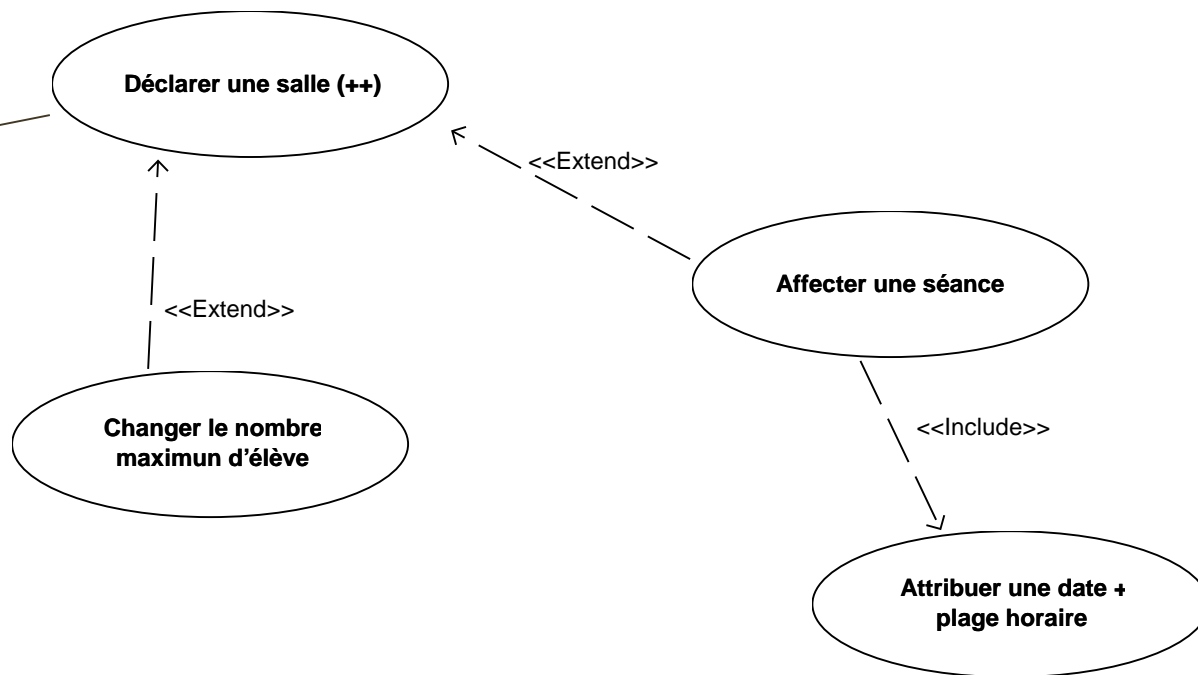 Déclarer une salle (++)
<<Extend>>
Affecter une séance
<<Extend>>
Changer le nombre
maximun d’élève
<<Include>>
Attribuer une date +
plage horaire